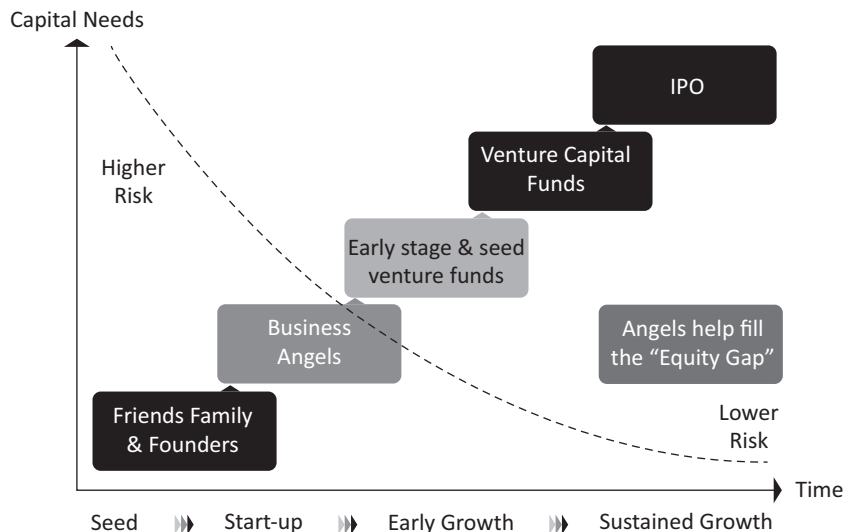 Capital Needs
IPO
Venture Capital
Funds
Higher
Risk
Early stage & seed
venture funds
Business
Angels
Angels help fill
the “Equity Gap”
Friends Family
& Founders
Lower
Risk
Time
Seed Start-up Early Growth Sustained Growth